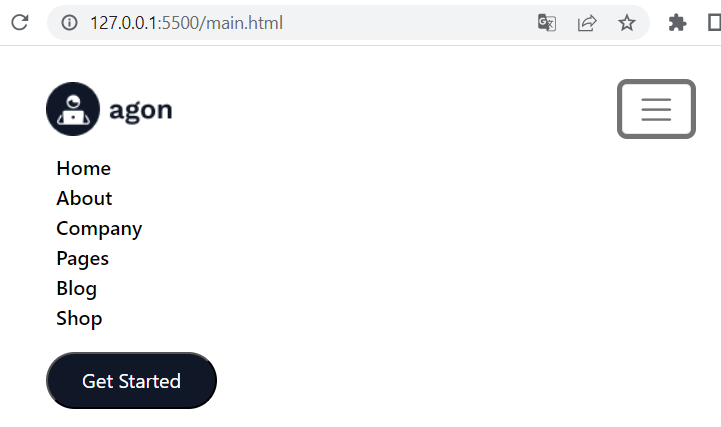 127.0.0.1:5500/main.html
agon
Home
About
Company
Pages
Blog
Shop
Get Started